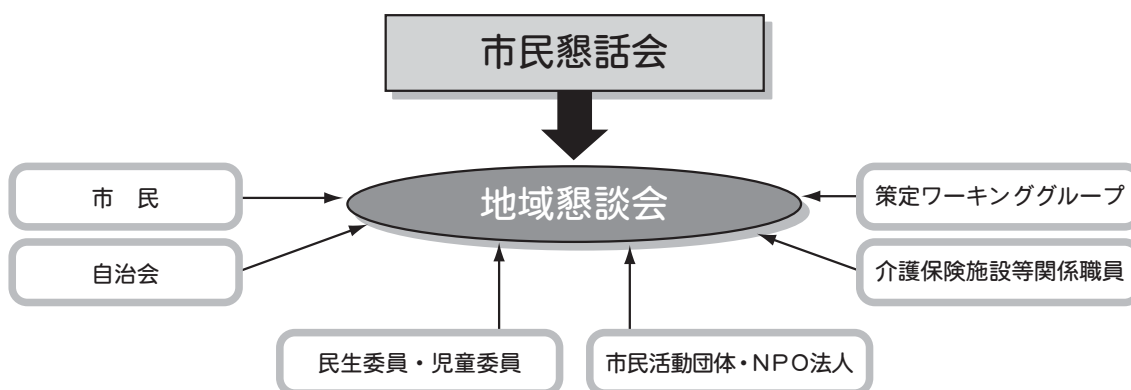 市民懇話会
地域懇談会
市　民
策定ワーキンググループ
自治会
介護保険施設等関係職員
民生委員・児童委員
市民活動団体・NPO法人